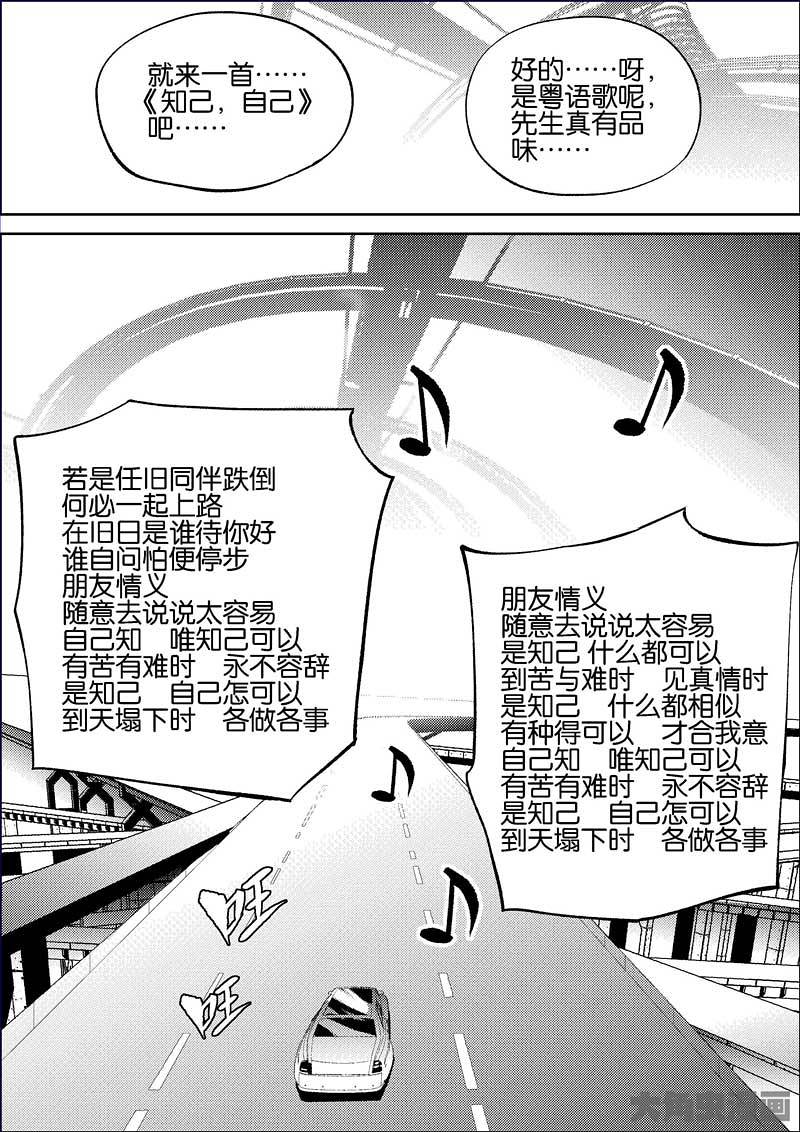 好的……呀，
是粤语歌呢，
先生真有品
味……
就来一首……
《知己，自己》
吧……
朋友情义
随意去说说太容易
是知己 什么都可以
到苦与难时　见真情时
是知己　什么都相似
有种得可以　才合我意
自己知　唯知己可以
有苦有难时　永不容辞
是知己　自己怎可以
到天塌下时　各做各事
若是任旧同伴跌倒
何必一起上路
在旧日是谁待你好
谁自问怕便停步
朋友情义
随意去说说太容易
自己知　唯知己可以
有苦有难时　永不容辞
是知己　自己怎可以
到天塌下时　各做各事
旺
旺
大角虫漫画